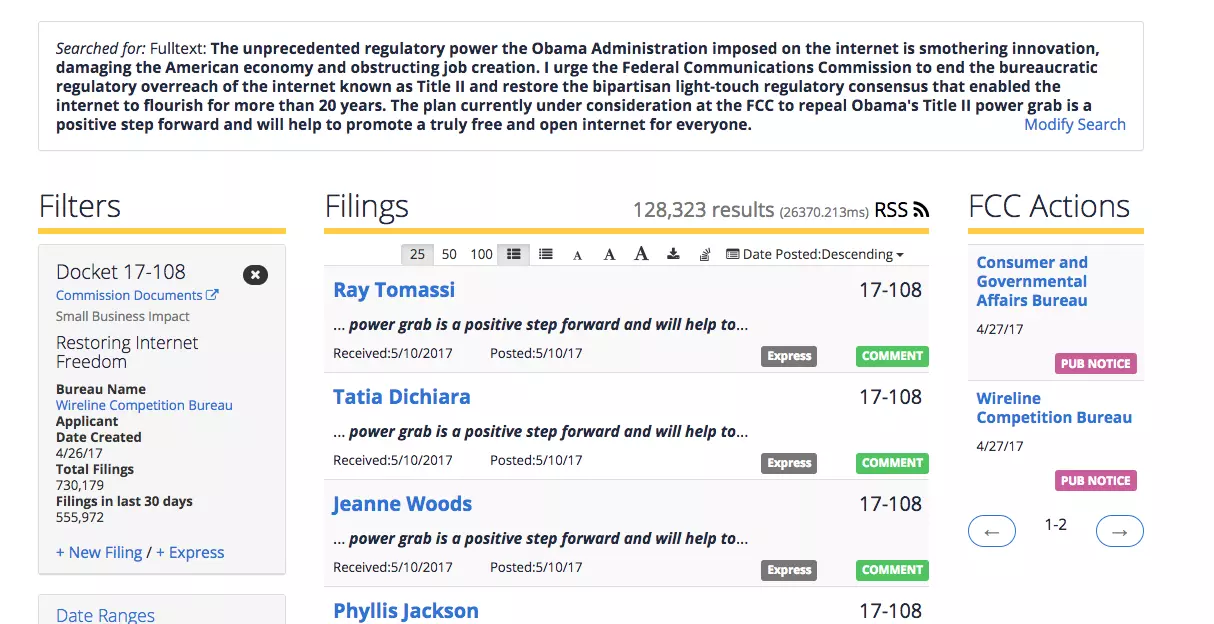 Searched for: Fulltext: The unprecedented regulatory power the Obama Administration imposed on the internet is smothering innovation,
damaging the American economy and obstructing job creation. I urge the Federal Communications Commission to end the bureaucratic
regulatory overreach of the internet known as Title II and restore the bipartisan light-touch regulatory consensus that enabled the
internet to flourish for more than 20 years. The plan currently under consideration at the FCC to repeal Obama's Title II power grab is a
positive step forward and will help to promote a truly free and open internet for everyone. Modify Search
Filters
Docket 17-108
Commission Documents
Small Business Impact
Restoring Internet
Freedom
Bureau Name
Wireline Competition Bureau
Applicant
Date Created
4/26/17
Total Filings
730,179
Filings in last 30 days
555,972
+ New Filing / + Express
Date Ranges
Filings
128,323 results (26370.213ms) RSS
25 50 100 A A A Date Posted:Descending
Ray Tomassi 17-108
... power grab is a positive step forward and will help to...
Received:5/10/2017 Posted:5/10/17 Express COMMENT
Tatia Dichiara 17-108
... power grab is a positive step forward and will help to...
Received:5/10/2017 Posted:5/10/17 Express COMMENT
Jeanne Woods 17-108
... power grab is a positive step forward and will help to...
Received:5/10/2017 Posted:5/10/17 Express COMMENT
Phyllis Jackson 17-108
FCC Actions
Consumer and
Governmental
Affairs Bureau
4/27/17
PUB NOTICE
Wireline
Competition Bureau
4/27/17
PUB NOTICE
← 1-2 →